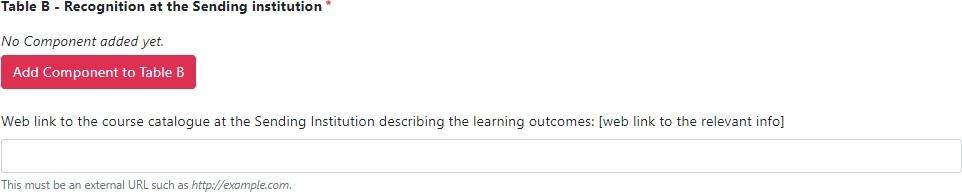 Table B - Recognition at the Sending institution *
No Component added yet.
Add Component to Table B
Web link to the course catalogue at the Sending Institution describing the learning outcomes: [web link to the relevant info]
This must be an external URL such as http://example.com.